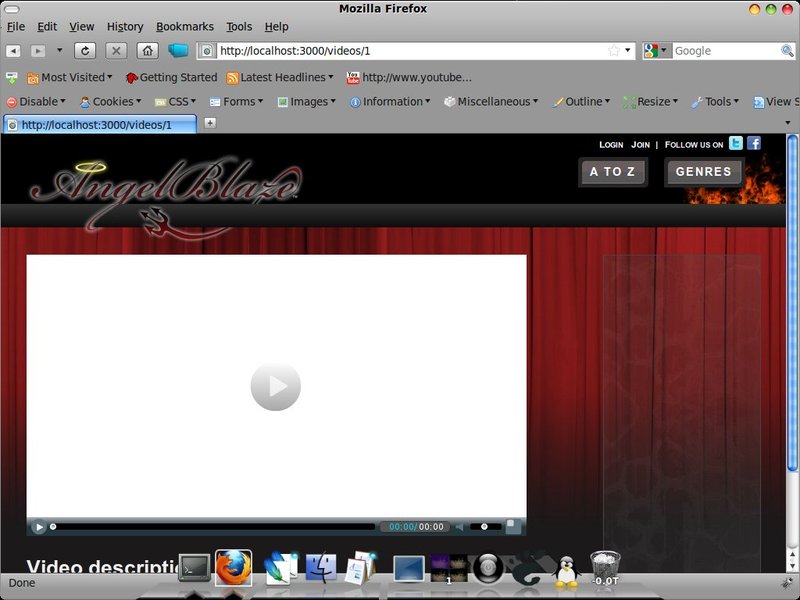 Mozilla Firefox
File Edit View History Bookmarks Tools Help
http://localhost:3000/videos/1 Google
Most Visited Getting Started Latest Headlines http://www.youtube...
Disable Cookies CSS Forms Images Information Miscellaneous Outline Resize Tools View S
http://localhost:3000/videos/1
LOGIN JOIN | FOLLOW US ON
AngelBlaze
A TO Z GENRES
00:00/ 00:00
Video descripti
1
-0.0T
Done